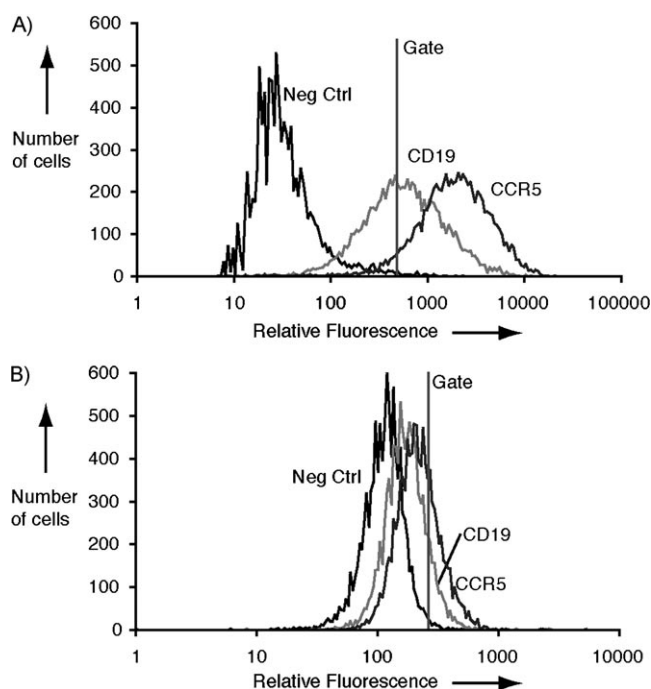 A)
600
500
400
300
200
100
0
Number
of cells
Neg Ctrl
Gate
CD19
CCR5
1
10
100
1000
10000
100000
Relative Fluorescence
B)
600
500
400
300
200
100
0
Number
of cells
Neg Ctrl
Gate
CD19
CCR5
1
10
100
1000
10000
Relative Fluorescence